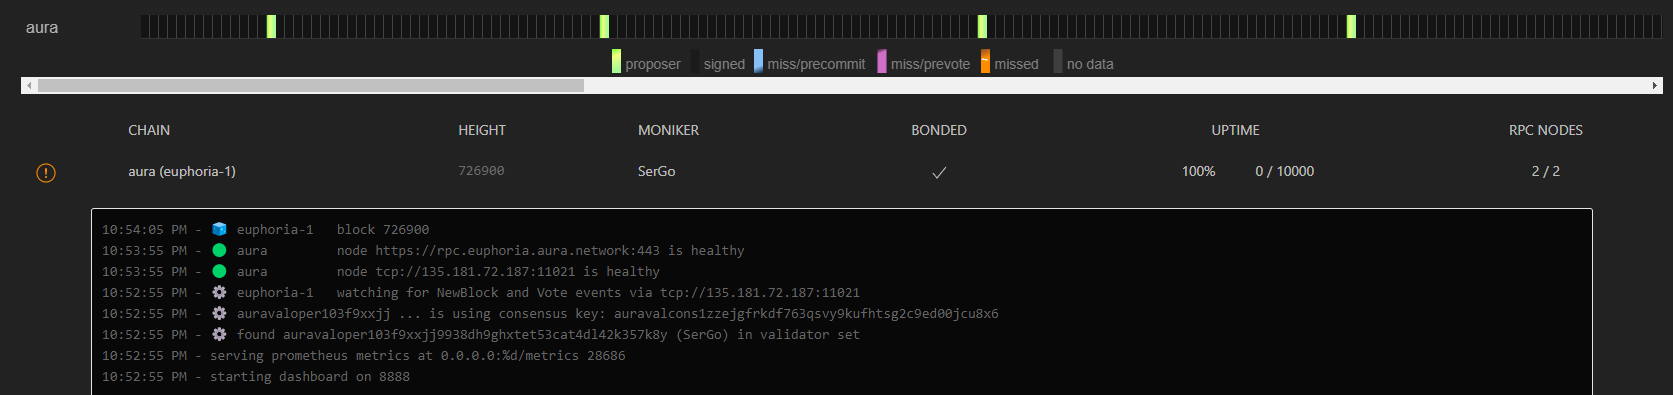 aura
proposer signed miss/precommit miss/prevote missed no data
CHAIN HEIGHT MONIKER BONDED UPTIME RPC NODES
aura (euphoria-1) 726900 SerGo ✓ 100% 0 / 10000 2 / 2
10:54:05 PM - euphoria-1 block 726900
10:53:55 PM - aura node https://rpc.euphoria.aura.network:443 is healthy
10:53:55 PM - aura node tcp://135.181.72.187:11021 is healthy
10:52:55 PM - euphoria-1 watching for NewBlock and Vote events via tcp://135.181.72.187:11021
10:52:55 PM - auravaloper103f9xxjj ... is using consensus key: auravalcons1zzejgfrkdf763qsvy9kufhtsg2c9ed00jcu8x6
10:52:55 PM - found auravaloper103f9xxjj9938dh9ghxtet53cat4dl42k357k8y (SerGo) in validator set
10:52:55 PM - serving prometheus metrics at 0.0.0.0:%d/metrics 28686
10:52:55 PM - starting dashboard on 8888